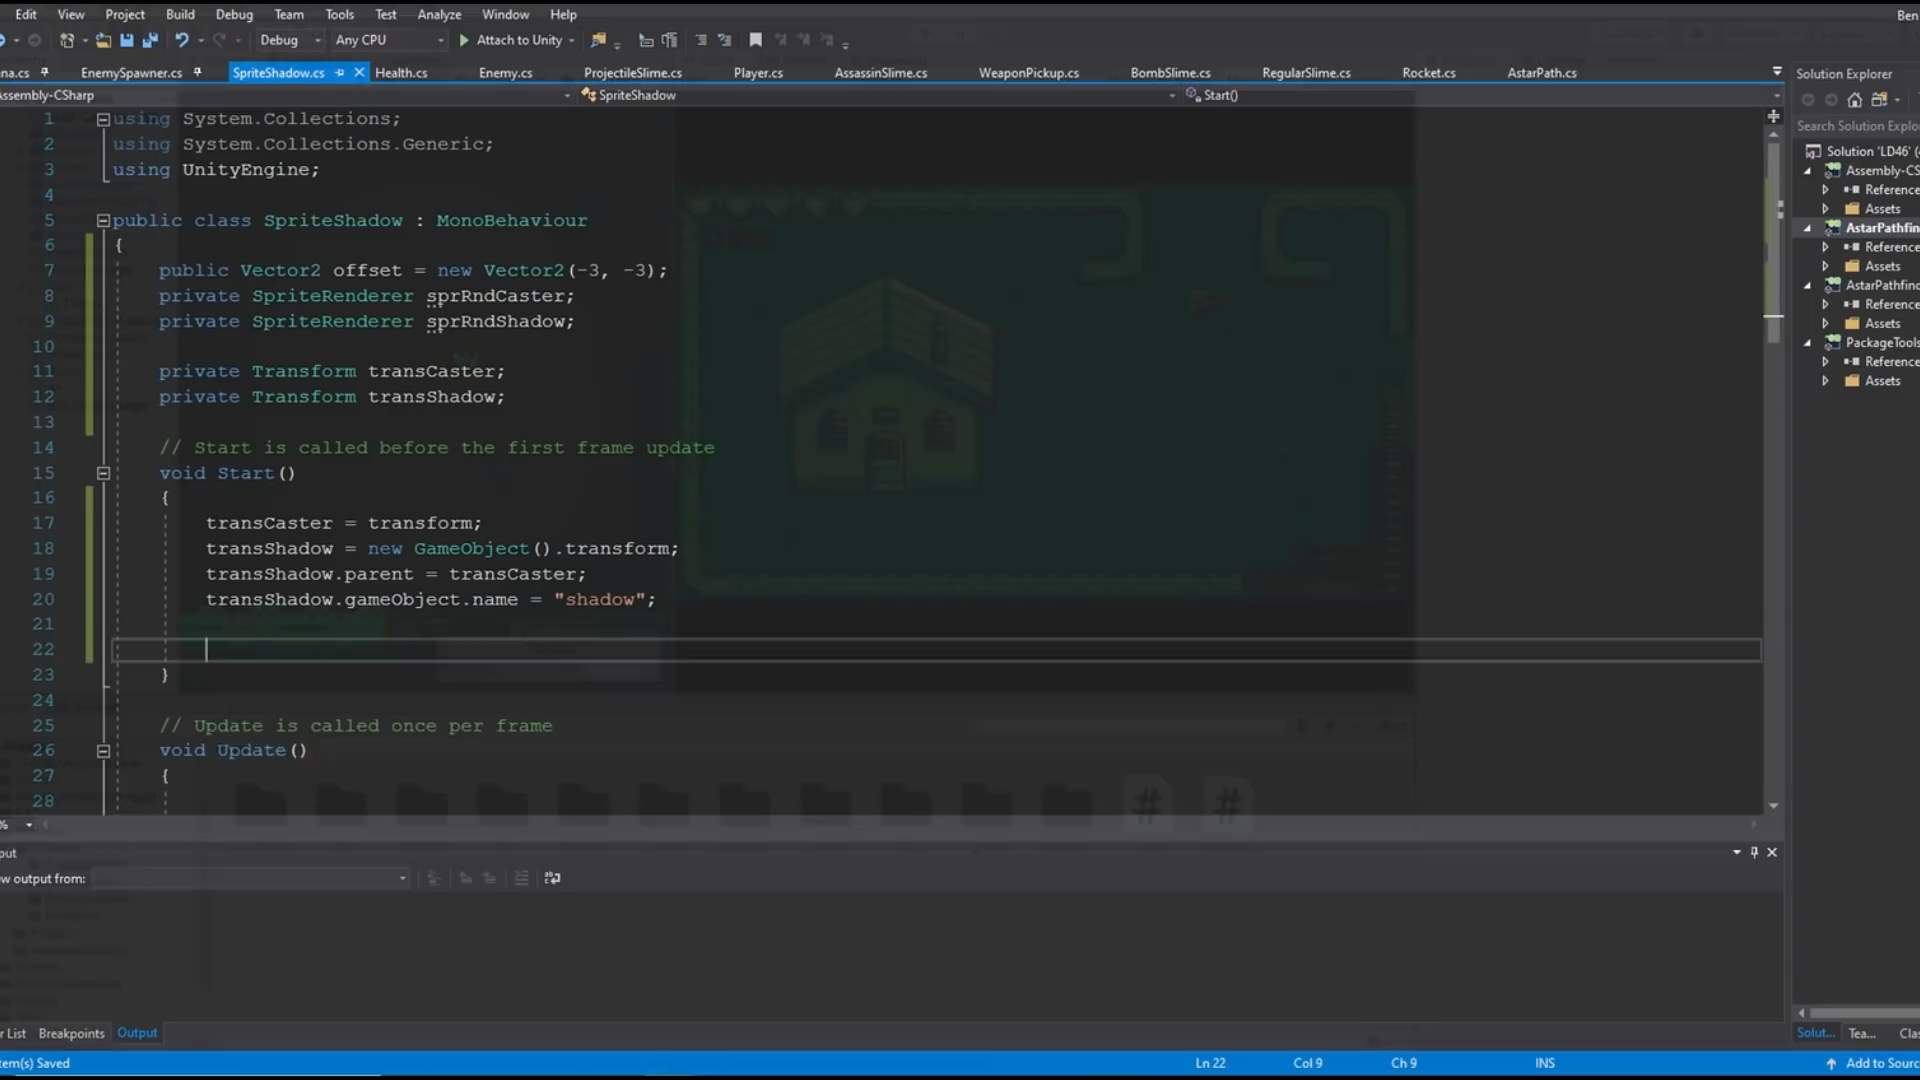 Edit View Project Build Debug Team Tools Test Analyze Window Help
Ben
Debug Any CPU Attach to Unity
na.cs EnemySpawner.cs SpriteShadow.cs Health.cs Enemy.cs ProjectileSlime.cs Player.cs AssassinSlime.cs WeaponPickup.cs BombSlime.cs RegularSlime.cs Rocket.cs AstarPath.cs
Assembly-CSharp SpriteShadow Start()
1 using System.Collections;
2 using System.Collections.Generic;
3 using UnityEngine;
4
5 public class SpriteShadow : MonoBehaviour
6 {
7 public Vector2 offset = new Vector2(-3, -3);
8 private SpriteRenderer sprRndCaster;
9 private SpriteRenderer sprRndShadow;
10
11 private Transform transCaster;
12 private Transform transShadow;
13
14 // Start is called before the first frame update
15 void Start()
16 {
17 transCaster = transform;
18 transShadow = new GameObject().transform;
19 transShadow.parent = transCaster;
20 transShadow.gameObject.name = "shadow";
21
22
23 }
24
25 // Update is called once per frame
26 void Update()
27 {
28
%
put
w output from:
r List Breakpoints Output
tem(s) Saved Ln 22 Col 9 Ch 9 INS Add to Sourc
Solution Explorer
Search Solution Explo
Solution 'LD46' (
Assembly-CS
Reference
Assets
AstarPathfin
Reference
Assets
AstarPathfind
Reference
Assets
PackageTools
Reference
Assets
Solut... Tea... Clas